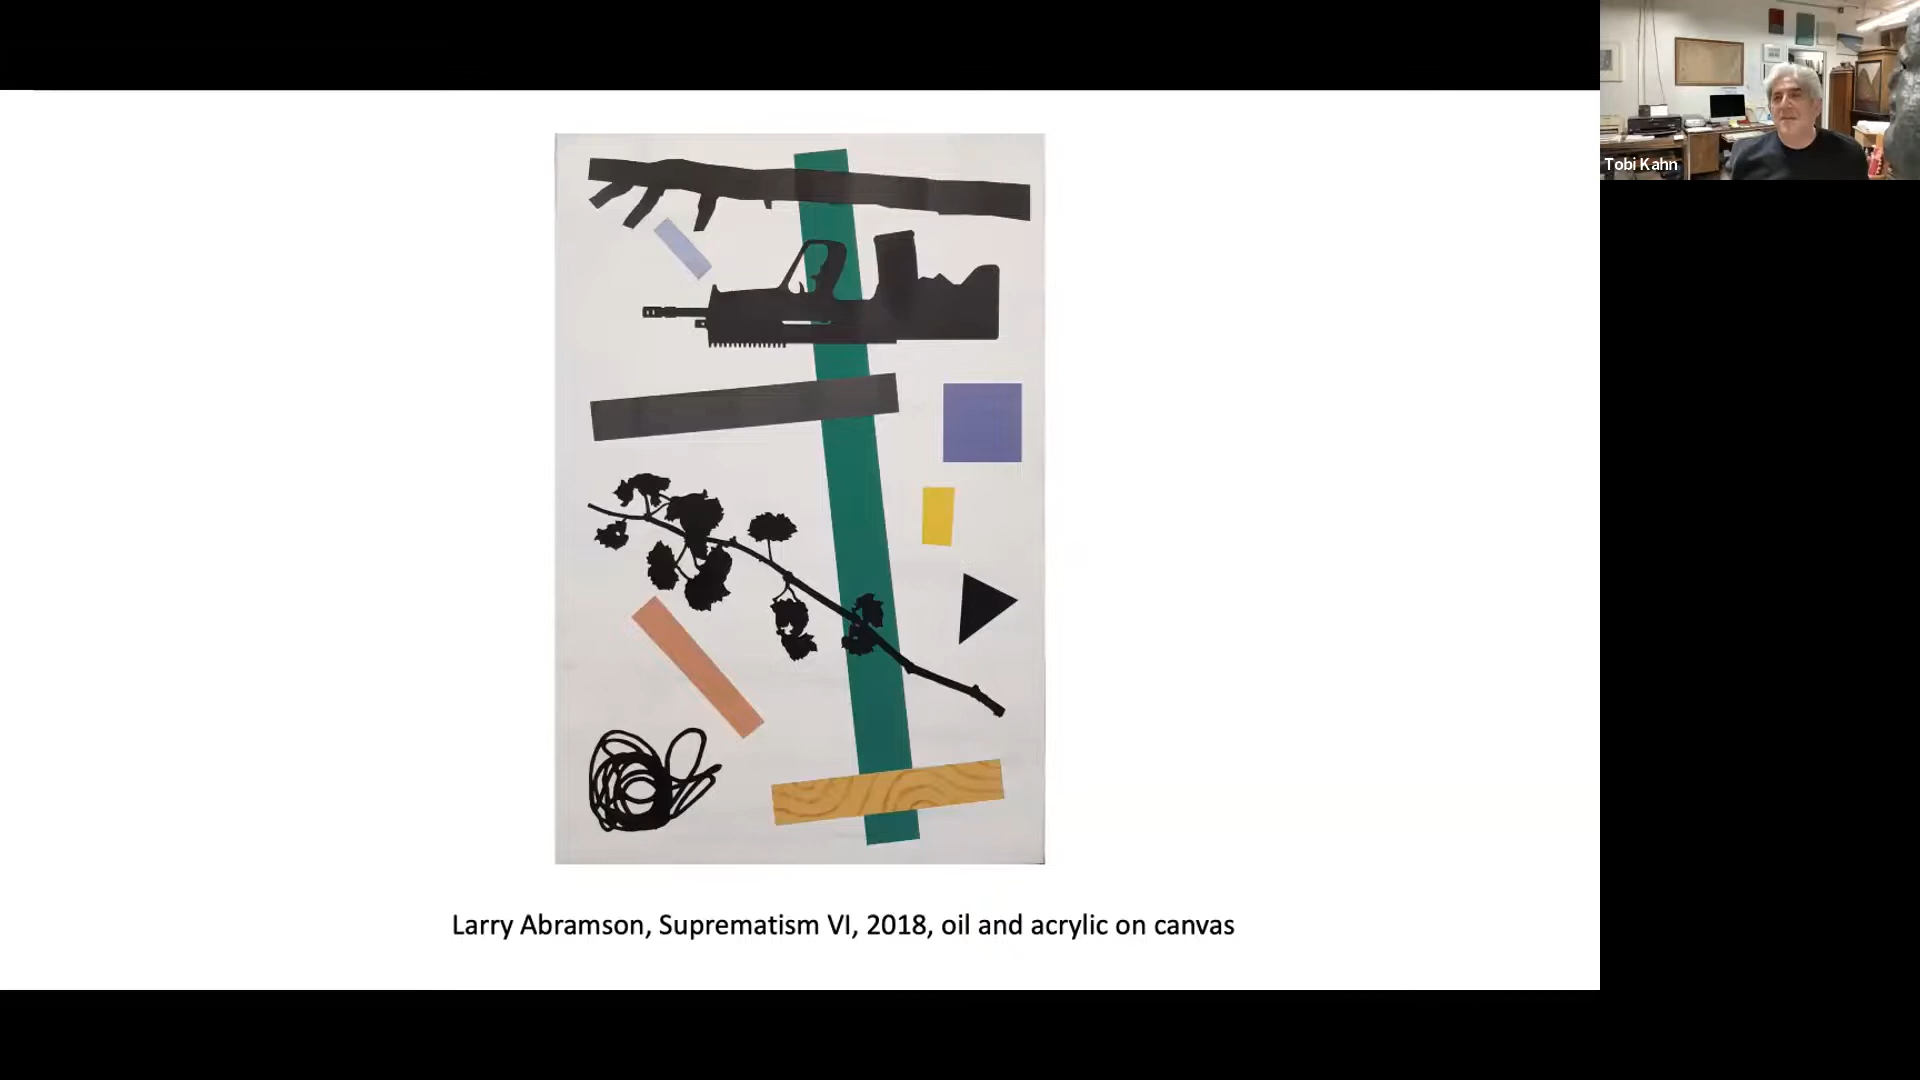 Tobi Kahn
Larry Abramson, Suprematism VI, 2018, oil and acrylic on canvas